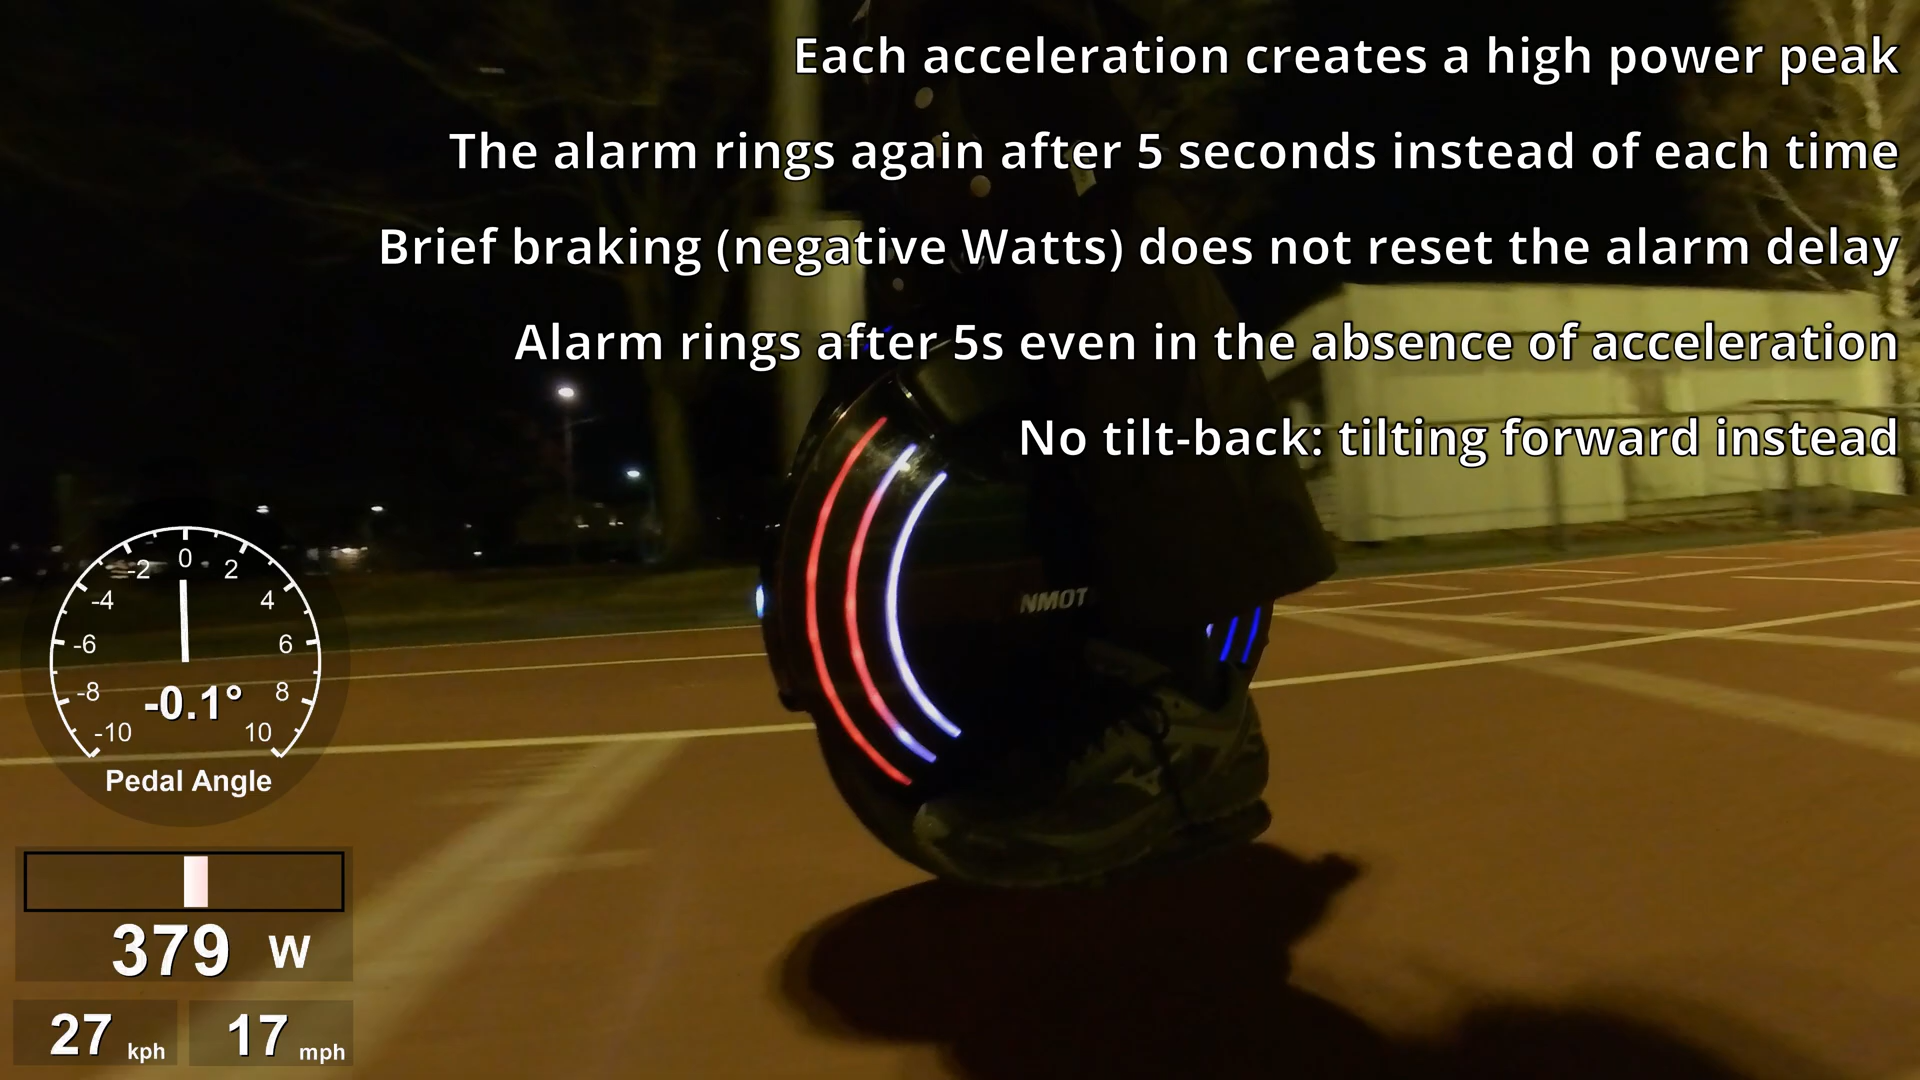 Each acceleration creates a high power peak
The alarm rings again after 5 seconds instead of each time
Brief braking (negative Watts) does not reset the alarm delay
Alarm rings after 5s even in the absence of acceleration
No tilt-back: tilting forward instead
NMOT
0
-2 2
-4 4
-6 6
-0.1°
-8 8
-10 10
Pedal Angle
379 W
27 kph 17 mph